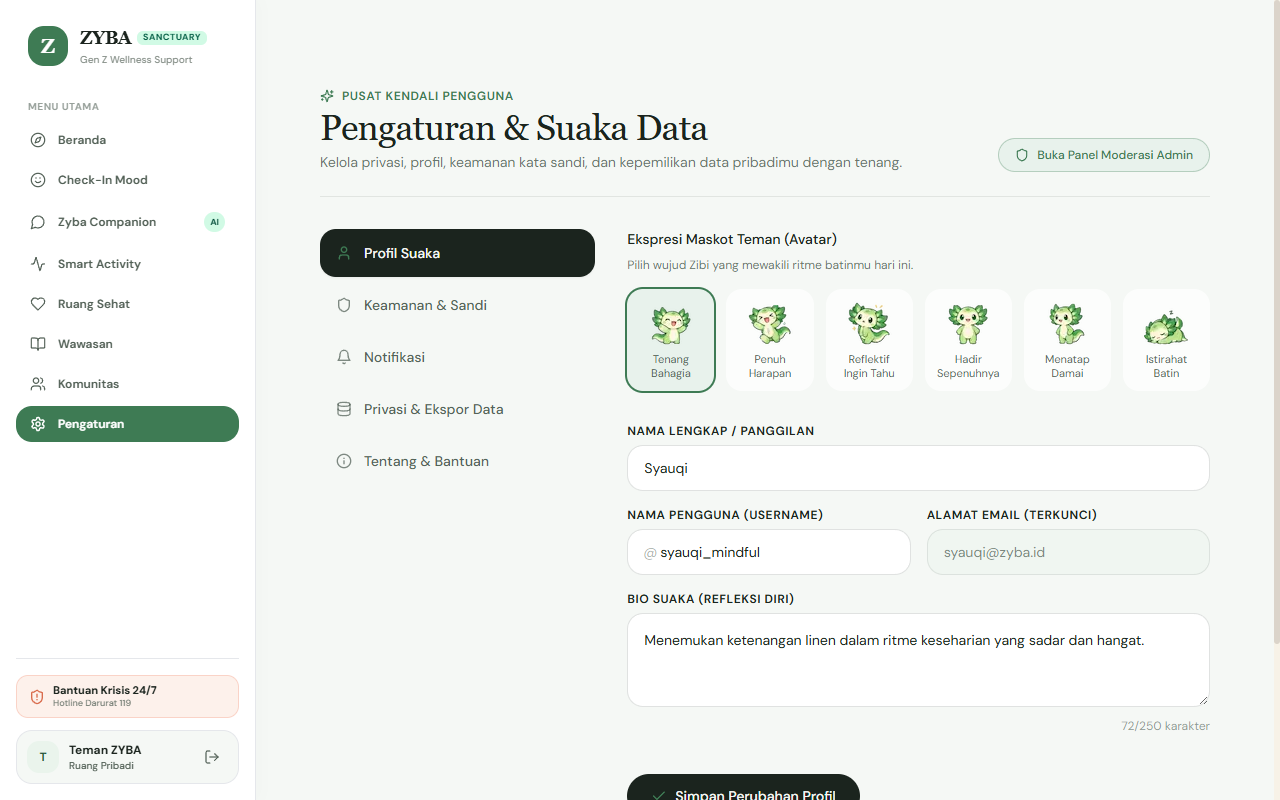 Z
ZYBA SANCTUARY
Gen Z Wellness Support
MENU UTAMA
Beranda
Check-In Mood
Zyba Companion AI
Smart Activity
Ruang Sehat
Wawasan
Komunitas
Pengaturan
Bantuan Krisis 24/7
Hotline Darurat 119
T
Teman ZYBA
Ruang Pribadi
PUSAT KENDALI PENGGUNA
Pengaturan & Suaka Data
Kelola privasi, profil, keamanan kata sandi, dan kepemilikan data pribadimu dengan tenang.
Buka Panel Moderasi Admin
Profil Suaka
Keamanan & Sandi
Notifikasi
Privasi & Ekspor Data
Tentang & Bantuan
Ekspresi Maskot Teman (Avatar)
Pilih wujud Zibi yang mewakili ritme batinmu hari ini.
Tenang
Bahagia
Penuh
Harapan
Reflektif
Ingin Tahu
Hadir
Sepenuhnya
Menatap
Damai
Istirahat
Batin
NAMA LENGKAP / PANGGILAN
Syauqi
NAMA PENGGUNA (USERNAME)
@ syauqi_mindful
ALAMAT EMAIL (TERKUNCI)
syauqi@zyba.id
BIO SUAKA (REFLEKSI DIRI)
Menemukan ketenangan linen dalam ritme keseharian yang sadar dan hangat.
72/250 karakter
Simpan Perubahan Profil